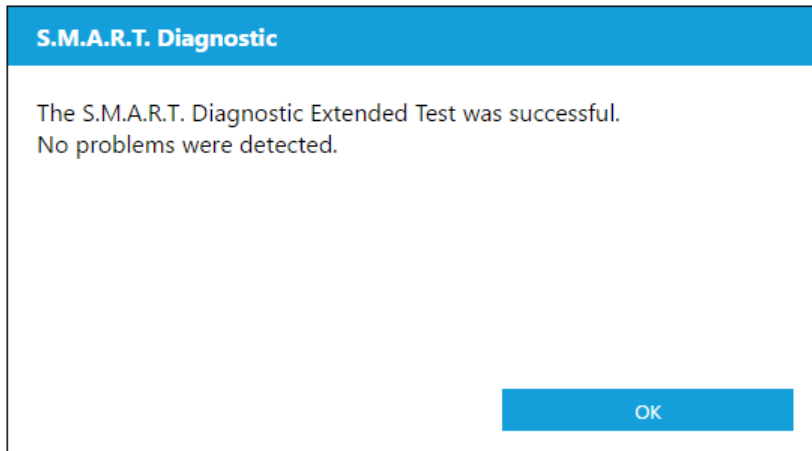 S.M.A.R.T. Diagnostic
The S.M.A.R.T. Diagnostic Extended Test was successful.
No problems were detected.
OK